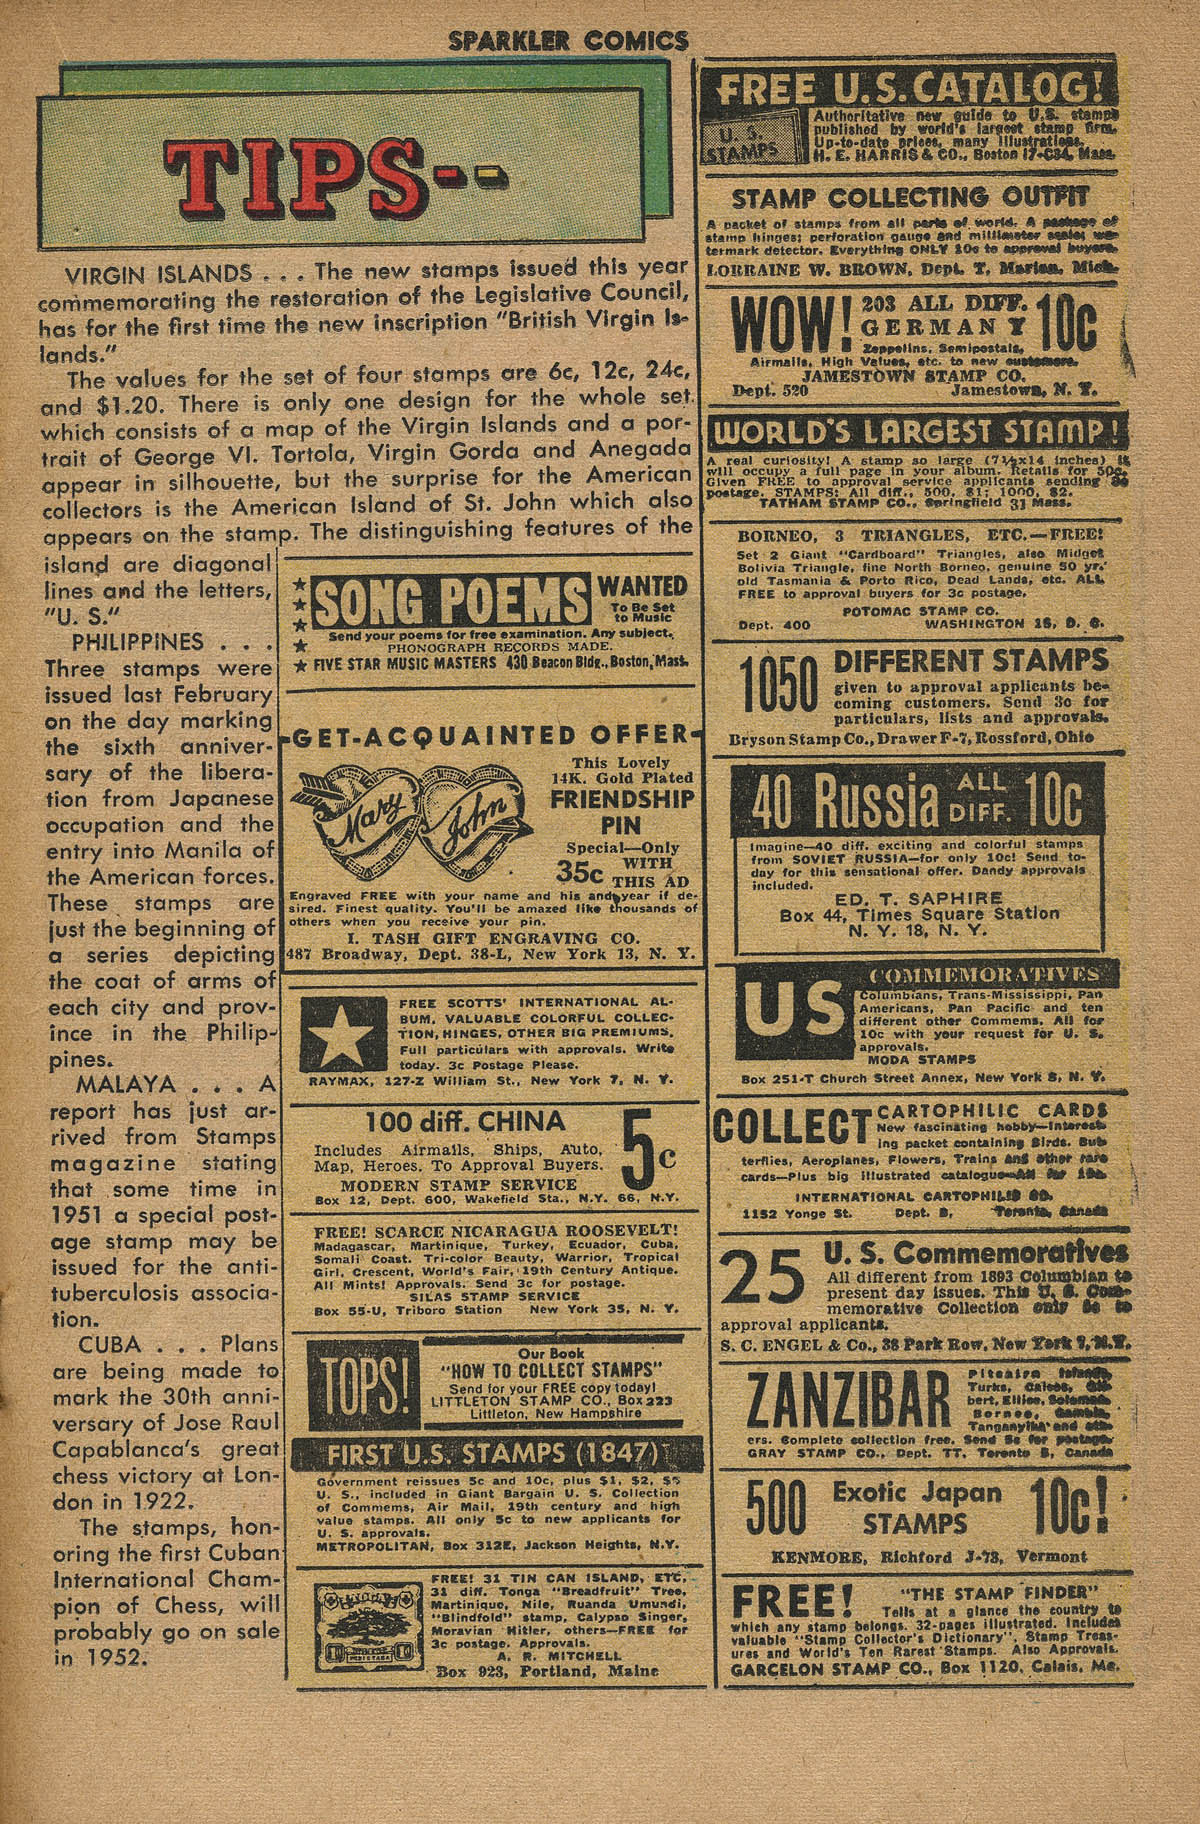 SPARKLER COMICS
TIPS--
VIRGIN ISLANDS . . . The new stamps issued this year
commemorating the restoration of the Legislative Council,
has for the first time the new inscription "British Virgin Is-
lands."
The values for the set of four stamps are 6c, 12c, 24c,
and $1.20. There is only one design for the whole set
which consists of a map of the Virgin Islands and a por-
trait of George VI. Tortola, Virgin Gorda and Anegada
appear in silhouette, but the surprise for the American
collectors is the American Island of St. John which also
appears on the stamp. The distinguishing features of the
island are diagonal
lines and the letters,
"U. S."
PHILIPPINES . . .
Three stamps were
issued last February
on the day marking
the sixth anniver-
sary of the libera-
tion from Japanese
occupation and the
entry into Manila of
the American forces.
These stamps are
just the beginning of
a series depicting
the coat of arms of
each city and prov-
ince in the Philip-
pines.
MALAYA . . . A
report has just ar-
rived from Stamps
magazine stating
that some time in
1951 a special post-
age stamp may be
issued for the anti-
tuberculosis associa-
tion.
CUBA . . . Plans
are being made to
mark the 30th anni-
versary of Jose Raul
Capablanca's great
chess victory at Lon-
don in 1922.
The stamps, hon-
oring the first Cuban
International Cham-
pion of Chess, will
probably go on sale
in 1952.
SONG POEMS WANTED
To Be Set
to Music
Send your poems for free examination. Any subject.
PHONOGRAPH RECORDS MADE.
FIVE STAR MUSIC MASTERS 430 Beacon Bldg., Boston, Mass.
GET-ACQUAINTED OFFER
Mary John
This Lovely
14K. Gold Plated
FRIENDSHIP
PIN
Special—Only
35c WITH
THIS AD
Engraved FREE with your name and his and year if de-
sired. Finest quality. You'll be amazed like thousands of
others when you receive your pin.
I. TASH GIFT ENGRAVING CO.
487 Broadway, Dept. 38-L, New York 13, N. Y.
FREE SCOTTS' INTERNATIONAL AL-
BUM, VALUABLE COLORFUL COLLEC-
TION, HINGES, OTHER BIG PREMIUMS.
Full particulars with approvals. Write
today. 3c Postage Please.
RAYMAX, 127-Z William St., New York 7, N. Y.
100 diff. CHINA 5c
Includes Airmails, Ships, Auto,
Map, Heroes. To Approval Buyers.
MODERN STAMP SERVICE
Box 12, Dept. 600, Wakefield Sta., N.Y. 66, N.Y.
FREE! SCARCE NICARAGUA ROOSEVELT!
Madagascar, Martinique, Turkey, Ecuador, Cuba,
Somali Coast. Tri-color Beauty, Warrior, Tropical
Girl, Crescent, World's Fair, 19th Century Antique.
All Mints! Approvals. Send 3c for postage.
SILAS STAMP SERVICE
Box 55-U, Triboro Station New York 35, N. Y.
TOPS!
Our Book
"HOW TO COLLECT STAMPS"
Send for your FREE copy today!
LITTLETON STAMP CO., Box 223
Littleton, New Hampshire
FIRST U.S. STAMPS (1847)
Government reissues 5c and 10c, plus $1, $2, $5
U. S., included in Giant Bargain U. S. Collection
of Commems, Air Mail, 19th century and high
value stamps. All only 5c to new applicants for
U. S. approvals.
METROPOLITAN, Box 312E, Jackson Heights, N.Y.
FREE! 31 TIN CAN ISLAND, ETC.
31 diff. Tonga "Breadfruit" Tree,
Martinique, Nile, Ruanda Urnundi,
"Blindfold" stamp, Calypso Singer,
Moravian Hitler, others—FREE for
3c postage. Approvals.
A. R. MITCHELL
Box 923, Portland, Maine
FREE U.S. CATALOG!
U. S.
STAMPS
Authoritative new guide to U.S. stamps
published by world's largest stamp firm.
Up-to-date prices, many illustrations.
H. E. HARRIS & CO., Boston 17-C34, Mass.
STAMP COLLECTING OUTFIT
A packet of stamps from all parts of world. A package of
stamp hinges; perforation gauge and millimeter scale; wa-
termark detector. Everything ONLY 10c to approval buyers.
LORRAINE W. BROWN, Dept. T, Marian, Mich.
WOW! 203 ALL DIFF. 10c
GERMANY
Zeppelins, Semipostals,
Airmails, High Values, etc. to new customers.
JAMESTOWN STAMP CO.
Dept. 520 Jamestown, N. Y.
WORLD'S LARGEST STAMP!
A real curiosity! A stamp so large (7½x14 inches) it
will occupy a full page in your album. Retails for 50c.
Given FREE to approval service applicants sending 3c
postage. STAMPS: All diff., 500, $1; 1000, $2.
TATHAM STAMP CO., Springfield 31 Mass.
BORNEO, 3 TRIANGLES, ETC.—FREE!
Set 2 Giant "Cardboard" Triangles, also Midget
Bolivia Triangle, fine North Borneo, genuine 50 yr.
old Tasmania & Porto Rico, Dead Lands, etc. ALL
FREE to approval buyers for 3c postage.
POTOMAC STAMP CO.
Dept. 400 WASHINGTON 15, D. C.
1050 DIFFERENT STAMPS
given to approval applicants be-
coming customers. Send 3c for
particulars, lists and approvals.
Bryson Stamp Co., Drawer F-7, Rossford, Ohio
40 Russia ALL DIFF. 10c
Imagine—40 diff. exciting and colorful stamps
from SOVIET RUSSIA—for only 10c! Send to-
day for this sensational offer. Dandy approvals
included.
ED. T. SAPHIRE
Box 44, Times Square Station
N. Y. 18, N. Y.
US COMMEMORATIVES
Columbians, Trans-Mississippi, Pan
Americans, Pan Pacific and ten
different other Commems. All for
10c with your request for U. S.
approvals.
MODA STAMPS
Box 251-T Church Street Annex, New York 8, N. Y.
COLLECT CARTOPHILIC CARDS
New fascinating hobby—Interest-
ing packet containing Birds. But-
terflies, Aeroplanes, Flowers, Trains and other rare
cards—Plus big illustrated catalogue—All for 10c.
INTERNATIONAL CARTOPHILIC CO.
1152 Yonge St. Dept. B, Toronto, Canada
25 U. S. Commemoratives
All different from 1893 Columbian to
present day issues. This U. S. Com-
memorative Collection only 5c to
approval applicants.
S. C. ENGEL & Co., 38 Park Row, New York 7, N.Y.
ZANZIBAR
Pitcairn Islands,
Turks, Caicos, Gil-
bert, Ellice, Solomon
Borneo, Gambia,
Tanganyika and oth-
ers. Complete collection free. Send 5c for postage.
GRAY STAMP CO., Dept. TT, Toronto 5, Canada
500 Exotic Japan STAMPS 10c!
KENMORE, Richford J-73, Vermont
FREE! "THE STAMP FINDER"
Tells at a glance the country to
which any stamp belongs. 32-pages illustrated. Includes
valuable "Stamp Collector's Dictionary", Stamp Treas-
ures and World's Ten Rarest Stamps. Also Approvals.
GARCELON STAMP CO., Box 1120, Calais, Me.